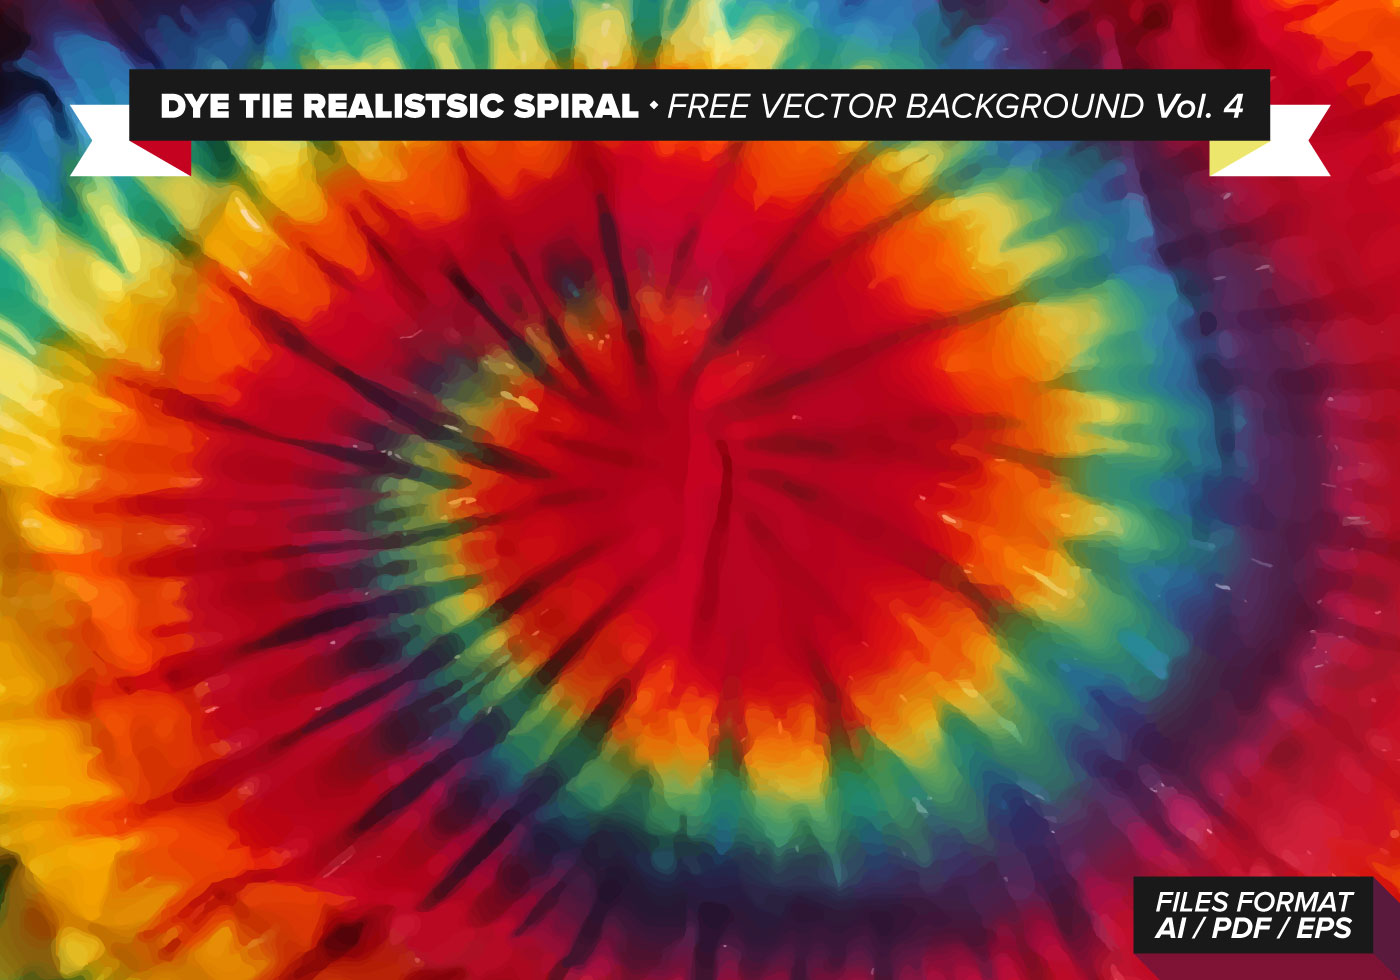 DYE TIE REALISTSIC SPIRAL • FREE VECTOR BACKGROUND Vol. 4
FILES FORMAT
AI / PDF / EPS